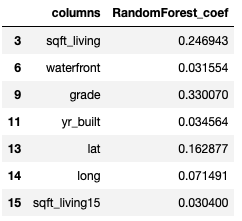 columns RandomForest_coef
3 sqft_living 0.246943
6 waterfront 0.031554
9 grade 0.330070
11 yr_built 0.034564
13 lat 0.162877
14 long 0.071491
15 sqft_living15 0.030400